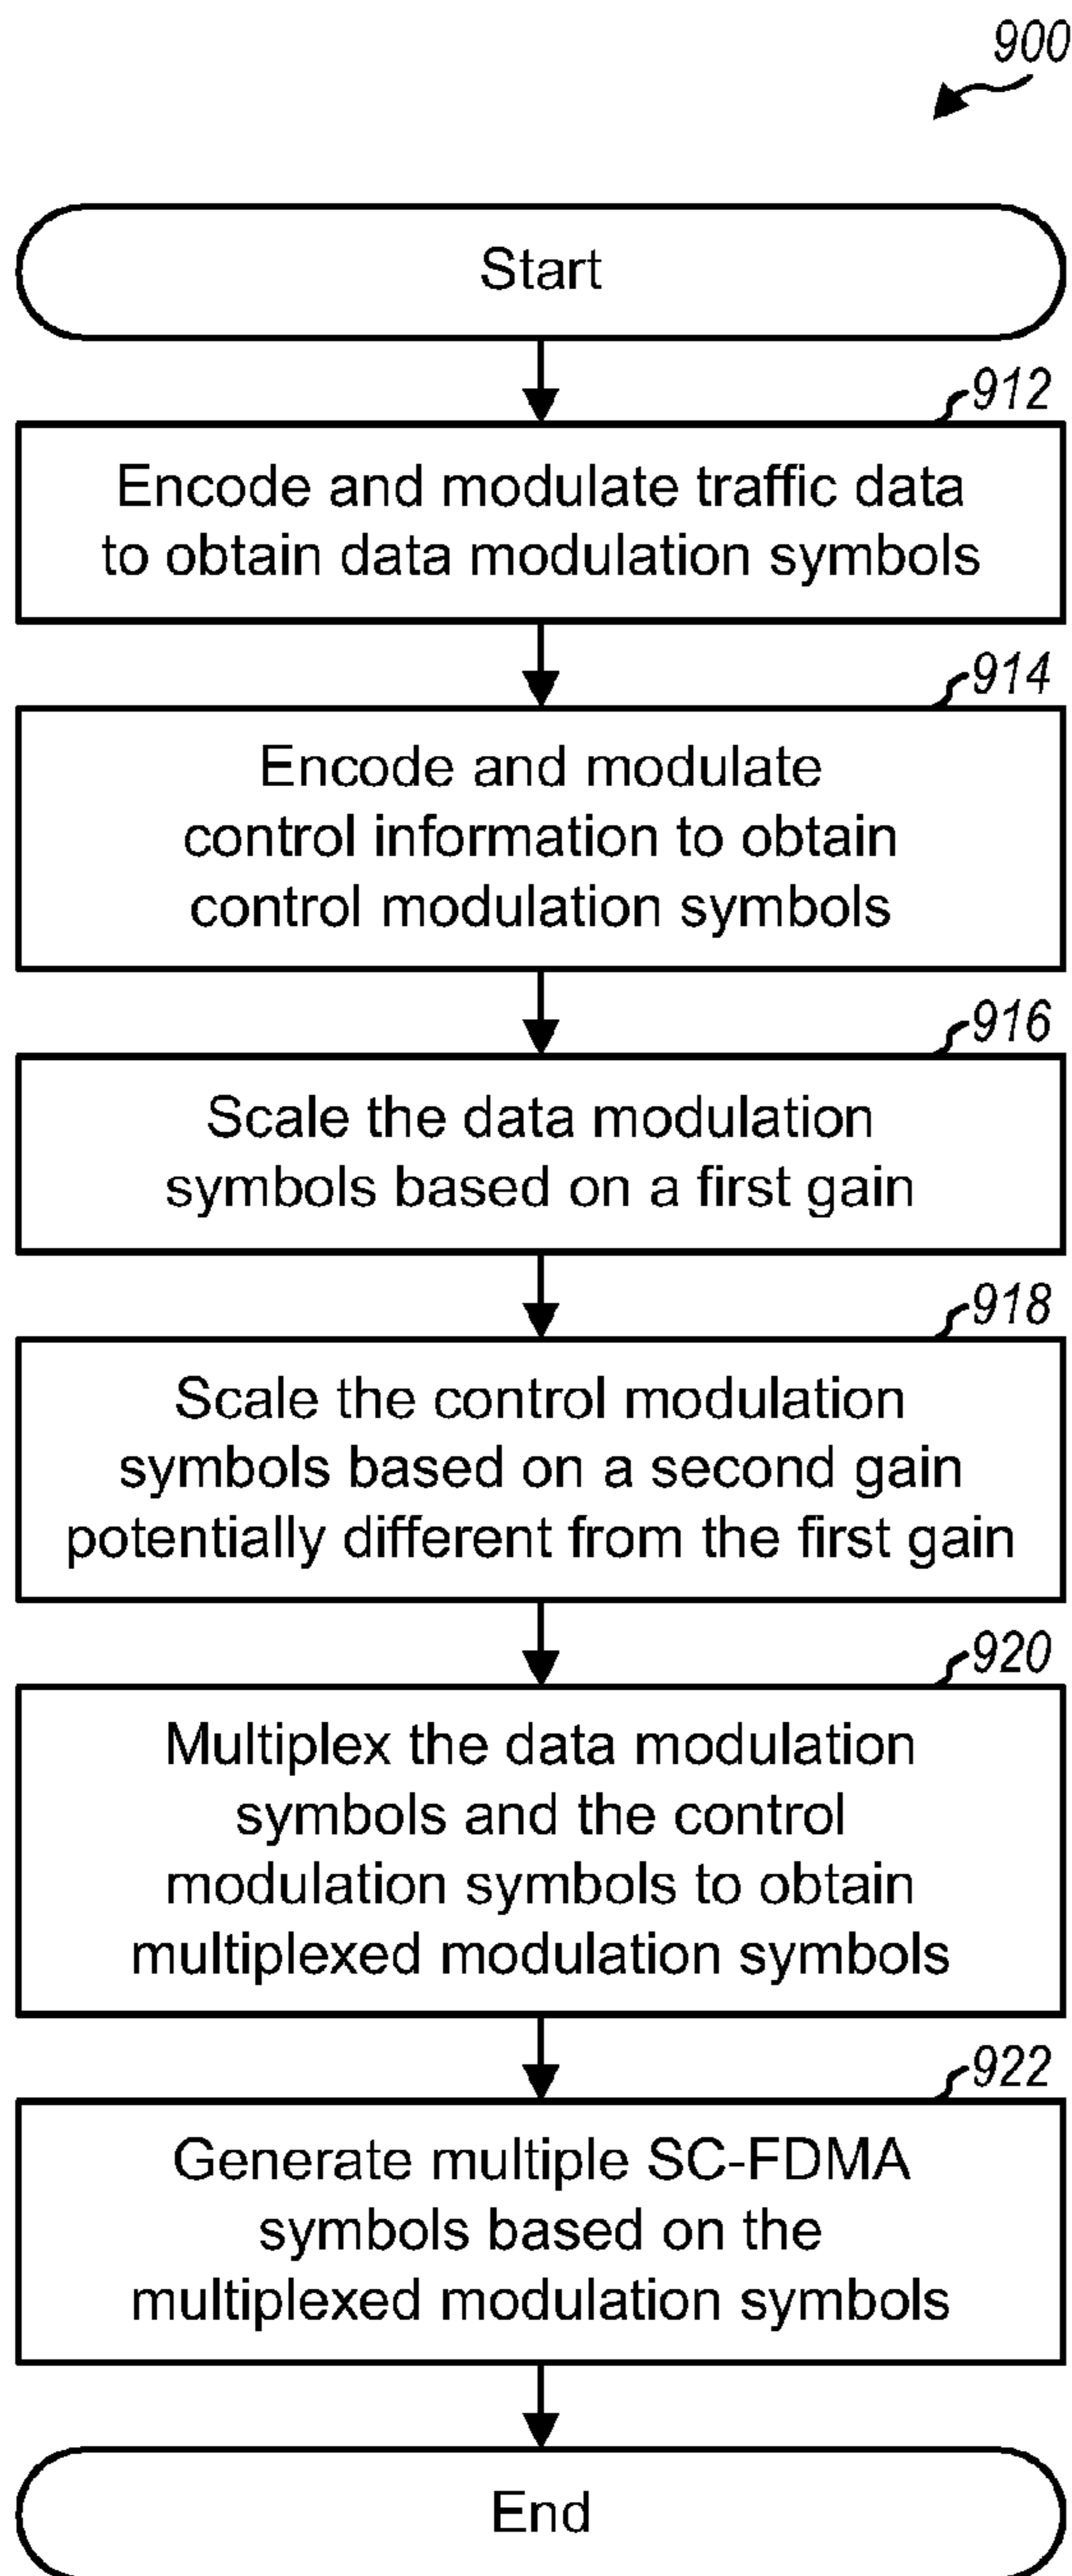 900
Start
912
Encode and modulate traffic data
to obtain data modulation symbols
914
Encode and modulate
control information to obtain
control modulation symbols
916
Scale the data modulation
symbols based on a first gain
918
Scale the control modulation
symbols based on a second gain
potentially different from the first gain
920
Multiplex the data modulation
symbols and the control
modulation symbols to obtain
multiplexed modulation symbols
922
Generate multiple SC-FDMA
symbols based on the
multiplexed modulation symbols
End